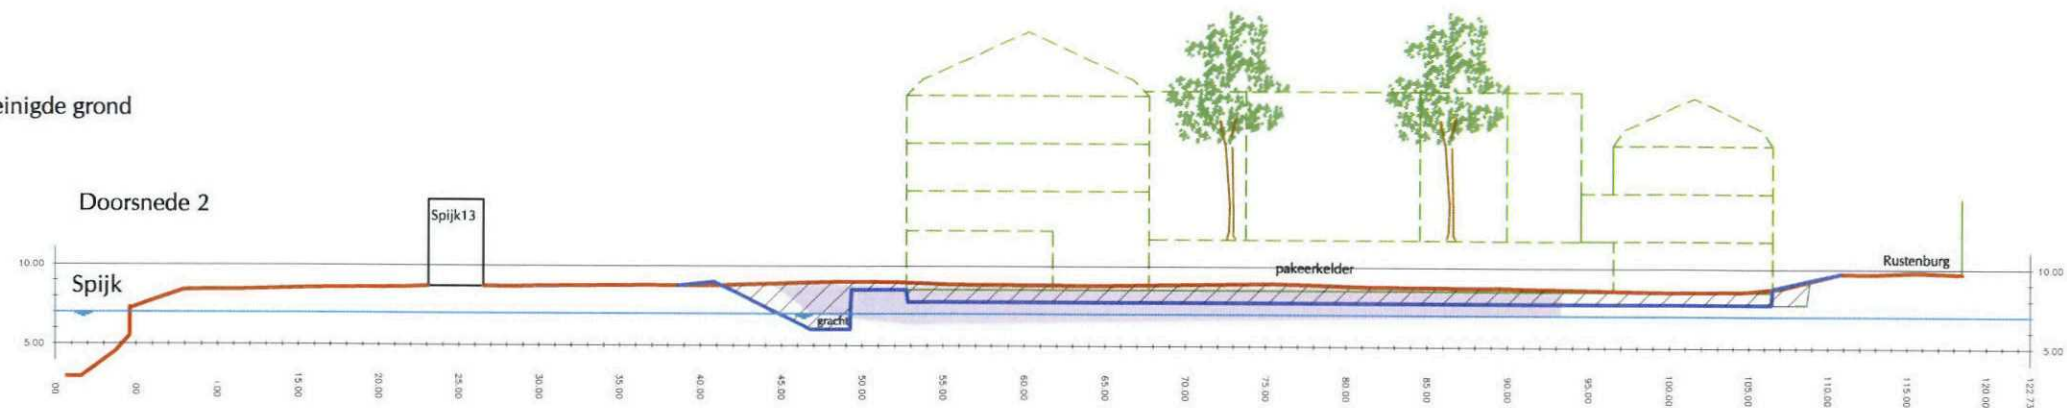 einigde grond
Doorsnede 2
Spijk13
10.00
Spijk
5.00
gracht
pakeerkelder
Rustenburg
10.00
5.00
0 00 00 15.00 20.00 25.00 30.00 35.00 40.00 45.00 50.00 55.00 60.00 65.00 70.00 75.00 80.00 85.00 90.00 95.00 100.00 105.00 110.00 115.00 120.00 122.73